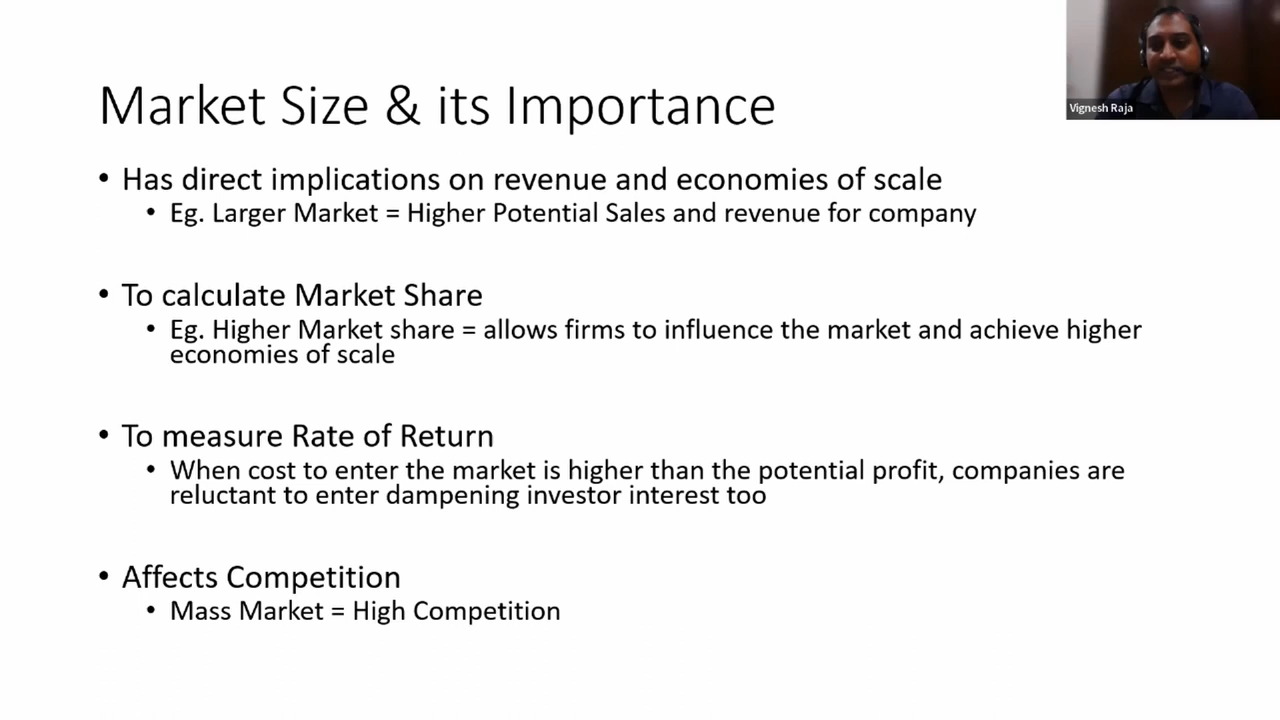 Market Size & its Importance
Vignesh Raja
• Has direct implications on revenue and economies of scale
• Eg. Larger Market = Higher Potential Sales and revenue for company
• To calculate Market Share
• Eg. Higher Market share = allows firms to influence the market and achieve higher
economies of scale
• To measure Rate of Return
• When cost to enter the market is higher than the potential profit, companies are
reluctant to enter dampening investor interest too
• Affects Competition
• Mass Market = High Competition